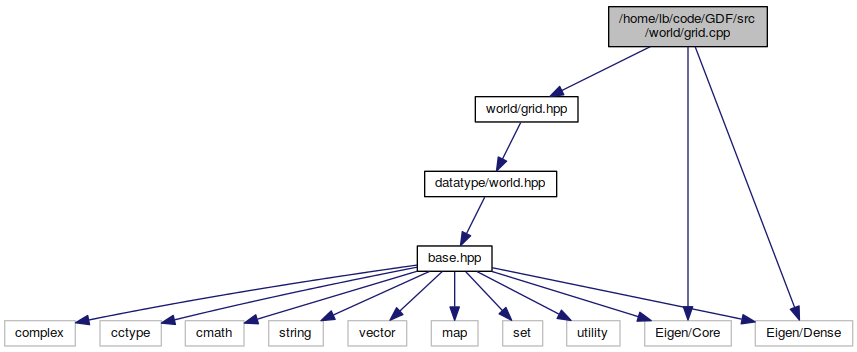 /home/lb/code/GDF/src
/world/grid.cpp
world/grid.hpp
datatype/world.hpp
base.hpp
complex
cctype
cmath
string
vector
map
set
utility
Eigen/Core
Eigen/Dense